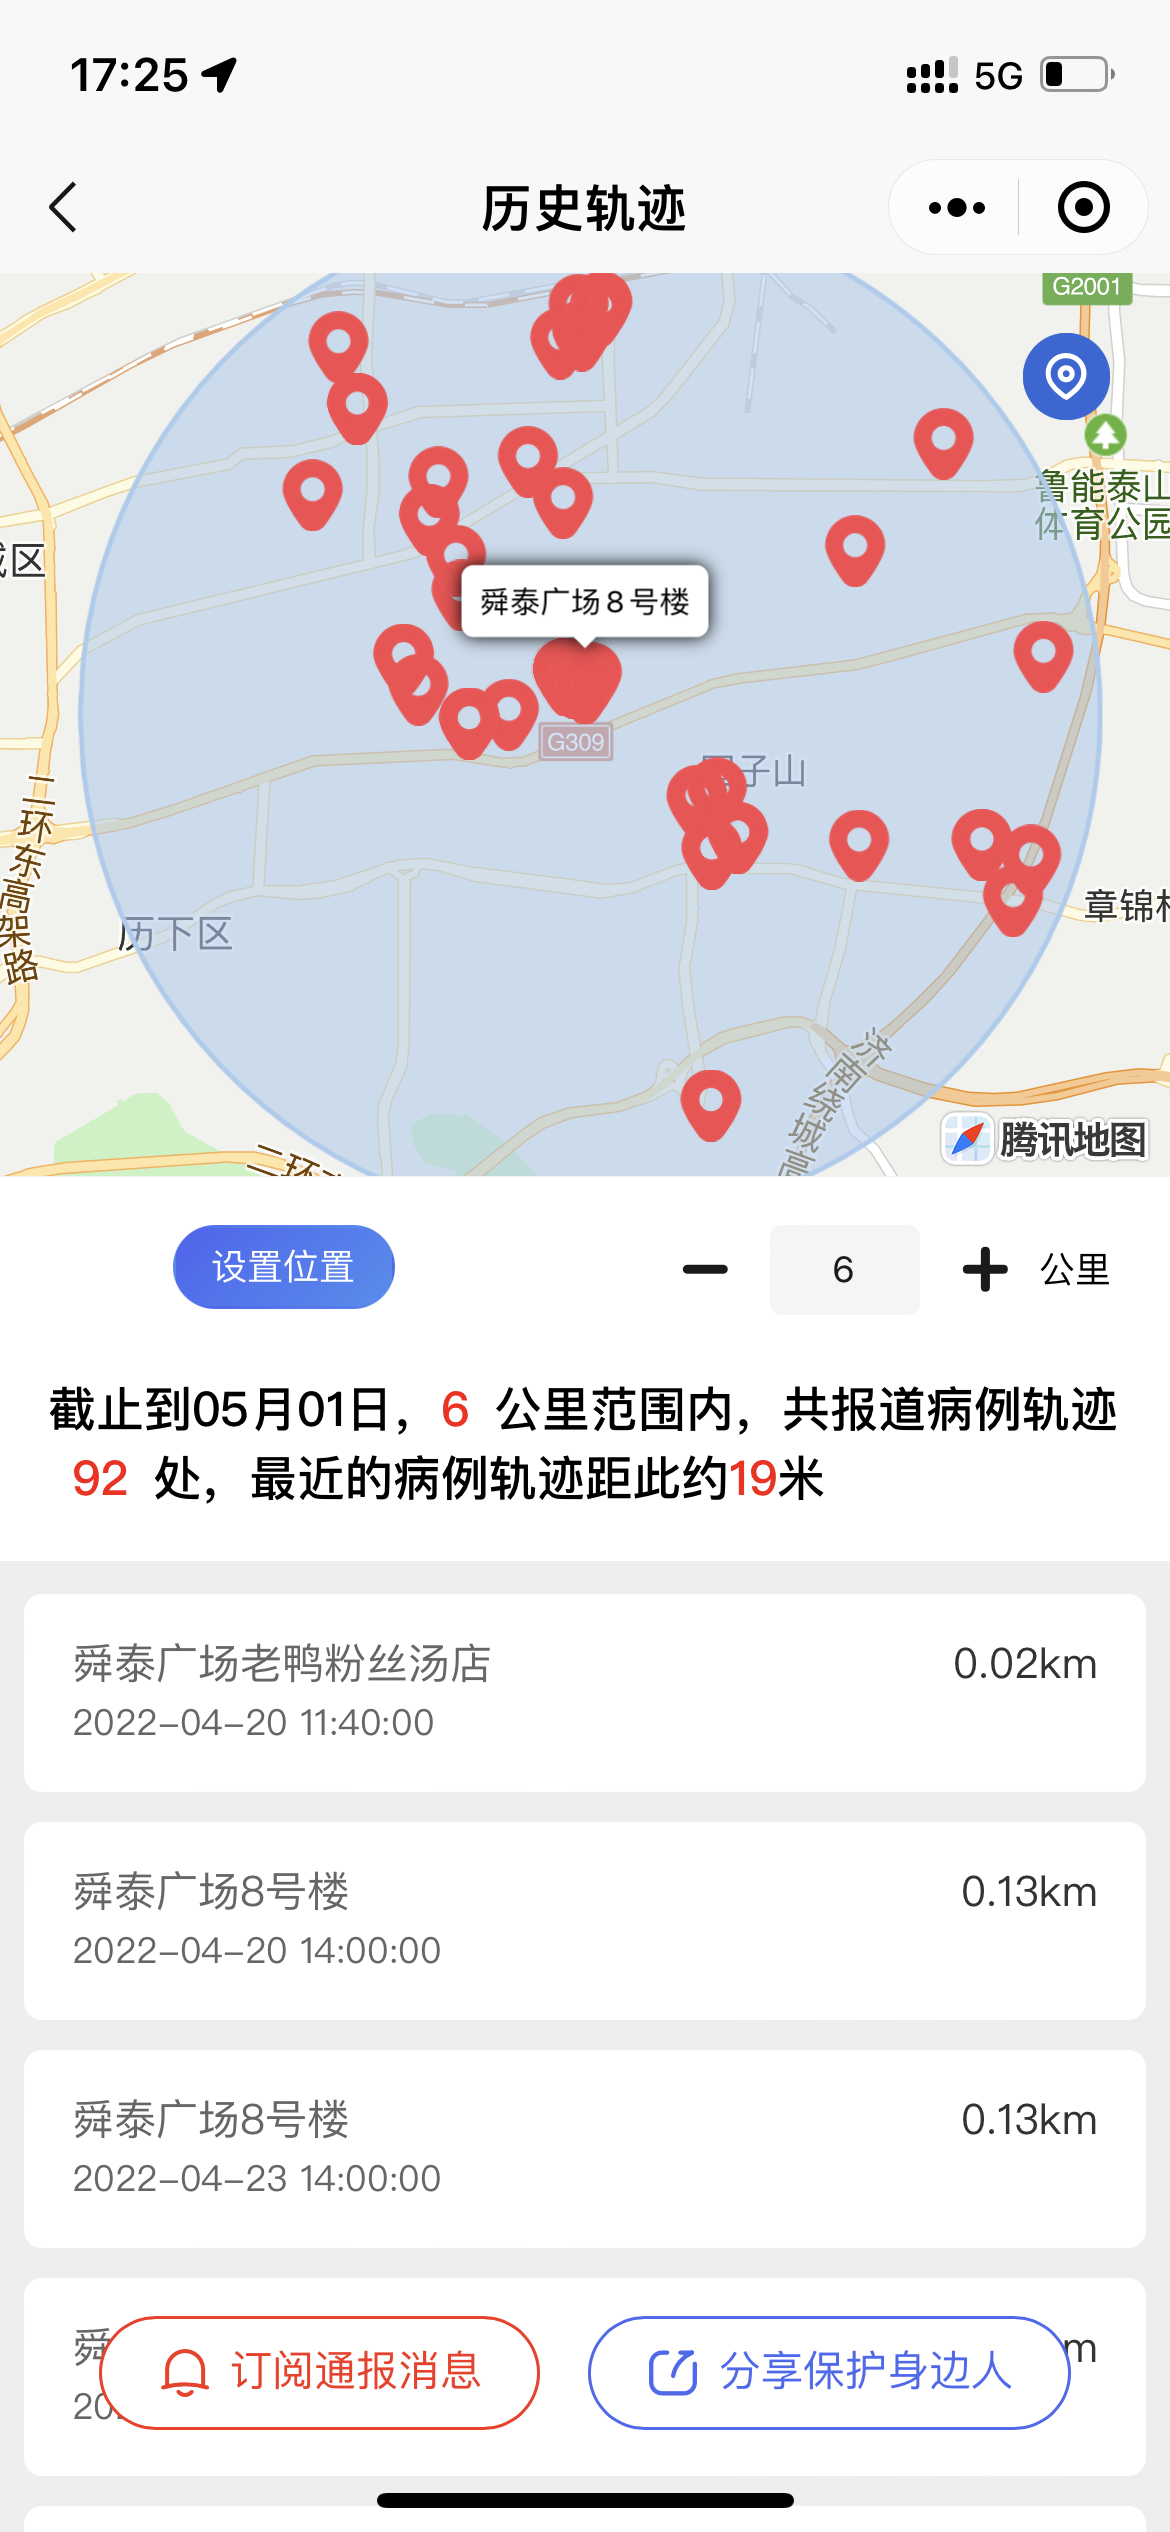 17:25
5G
历史轨迹
G2001
鲁能泰山
体育公园
区
舜泰广场8号楼
G309
子山
二环东高架路
历下区
章锦
济南绕城高
二环
腾讯地图
设置位置
6
公里
截止到05月01日，6 公里范围内，共报道病例轨迹
92 处，最近的病例轨迹距此约19米
舜泰广场老鸭粉丝汤店
0.02km
2022-04-20 11:40:00
舜泰广场8号楼
0.13km
2022-04-20 14:00:00
舜泰广场8号楼
0.13km
2022-04-23 14:00:00
舜
m
20
订阅通报消息
分享保护身边人